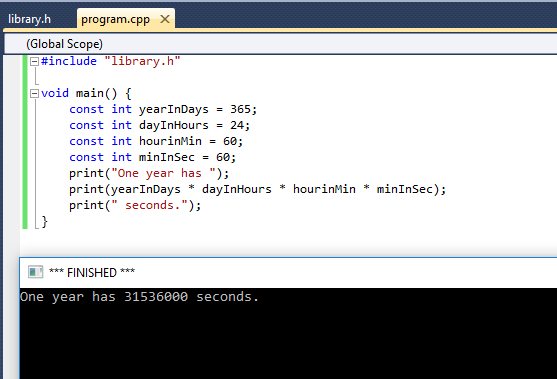 library.h program.cpp
(Global Scope)
#include "library.h"
void main() {
    const int yearInDays = 365;
    const int dayInHours = 24;
    const int hourinMin = 60;
    const int minInSec = 60;
    print("One year has ");
    print(yearInDays * dayInHours * hourinMin * minInSec);
    print(" seconds.");
}
*** FINISHED ***
One year has 31536000 seconds.